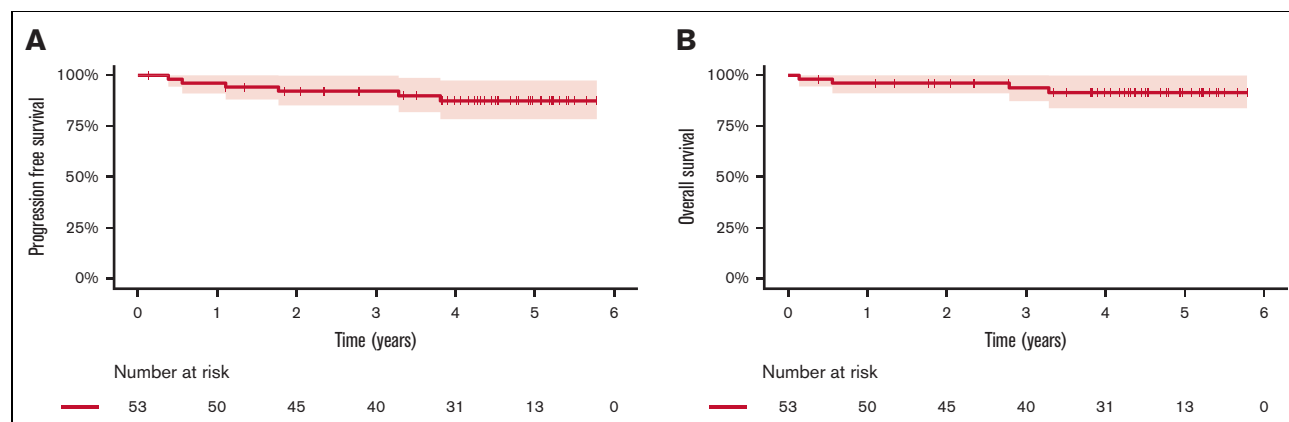 A
Progression free survival
100%
75%
50%
25%
0%
0 1 2 3 4 5 6
Time (years)
Number at risk
53 50 45 40 31 13 0
B
Overall survival
100%
75%
50%
25%
0%
0 1 2 3 4 5 6
Time (years)
Number at risk
53 50 45 40 31 13 0